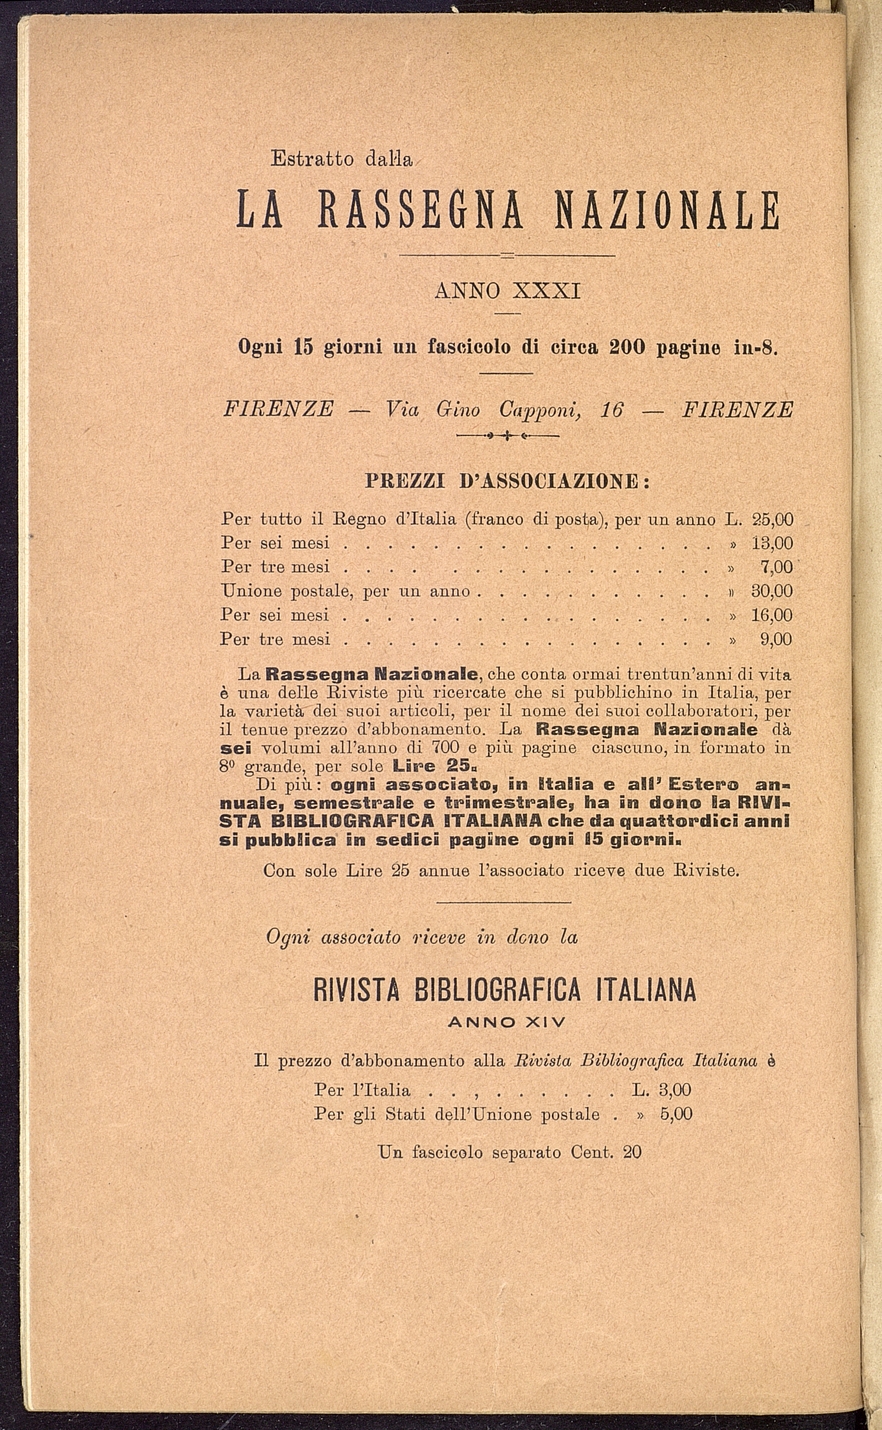 Estratto dalla
LA RASSEGNA NAZIONALE
ANNO XXXI
Ogni 15 giorni un fascicolo di circa 200 pagine in-8.
FIRENZE — Via Gino Capponi, 16 — FIRENZE
PREZZI D'ASSOCIAZIONE:
Per tutto il Regno d'Italia (franco di posta), per un anno L. 25,00
Per sei mesi . . . . . . . . . . . . . . . . . » 13,00
Per tre mesi . . . . . . . . . . . . . . . . » 7,00
Unione postale, per un anno . . . . . . . . . . . » 30,00
Per sei mesi . . . . . . . . . . . . . . . . . » 16,00
Per tre mesi . . . . . . . . . . . . . . . . . » 9,00
La Rassegna Nazionale, che conta ormai trentun'anni di vita
è una delle Riviste più ricercate che si pubblichino in Italia, per
la varietà dei suoi articoli, per il nome dei suoi collaboratori, per
il tenue prezzo d'abbonamento. La Rassegna Nazionale dà
sei volumi all'anno di 700 e più pagine ciascuno, in formato in
8º grande, per sole Lire 25.
Di più: ogni associato, in Italia e all' Estero an-
nuale, semestrale e trimestrale, ha in dono la RIVI-
STA BIBLIOGRAFICA ITALIANA che da quattordici anni
si pubblica in sedici pagine ogni 15 giorni.
Con sole Lire 25 annue l'associato riceve due Riviste.
Ogni associato riceve in dono la
RIVISTA BIBLIOGRAFICA ITALIANA
ANNO XIV
Il prezzo d'abbonamento alla Rivista Bibliografica Italiana è
Per l'Italia . . , . . . . . . L. 3,00
Per gli Stati dell'Unione postale . » 5,00
Un fascicolo separato Cent. 20